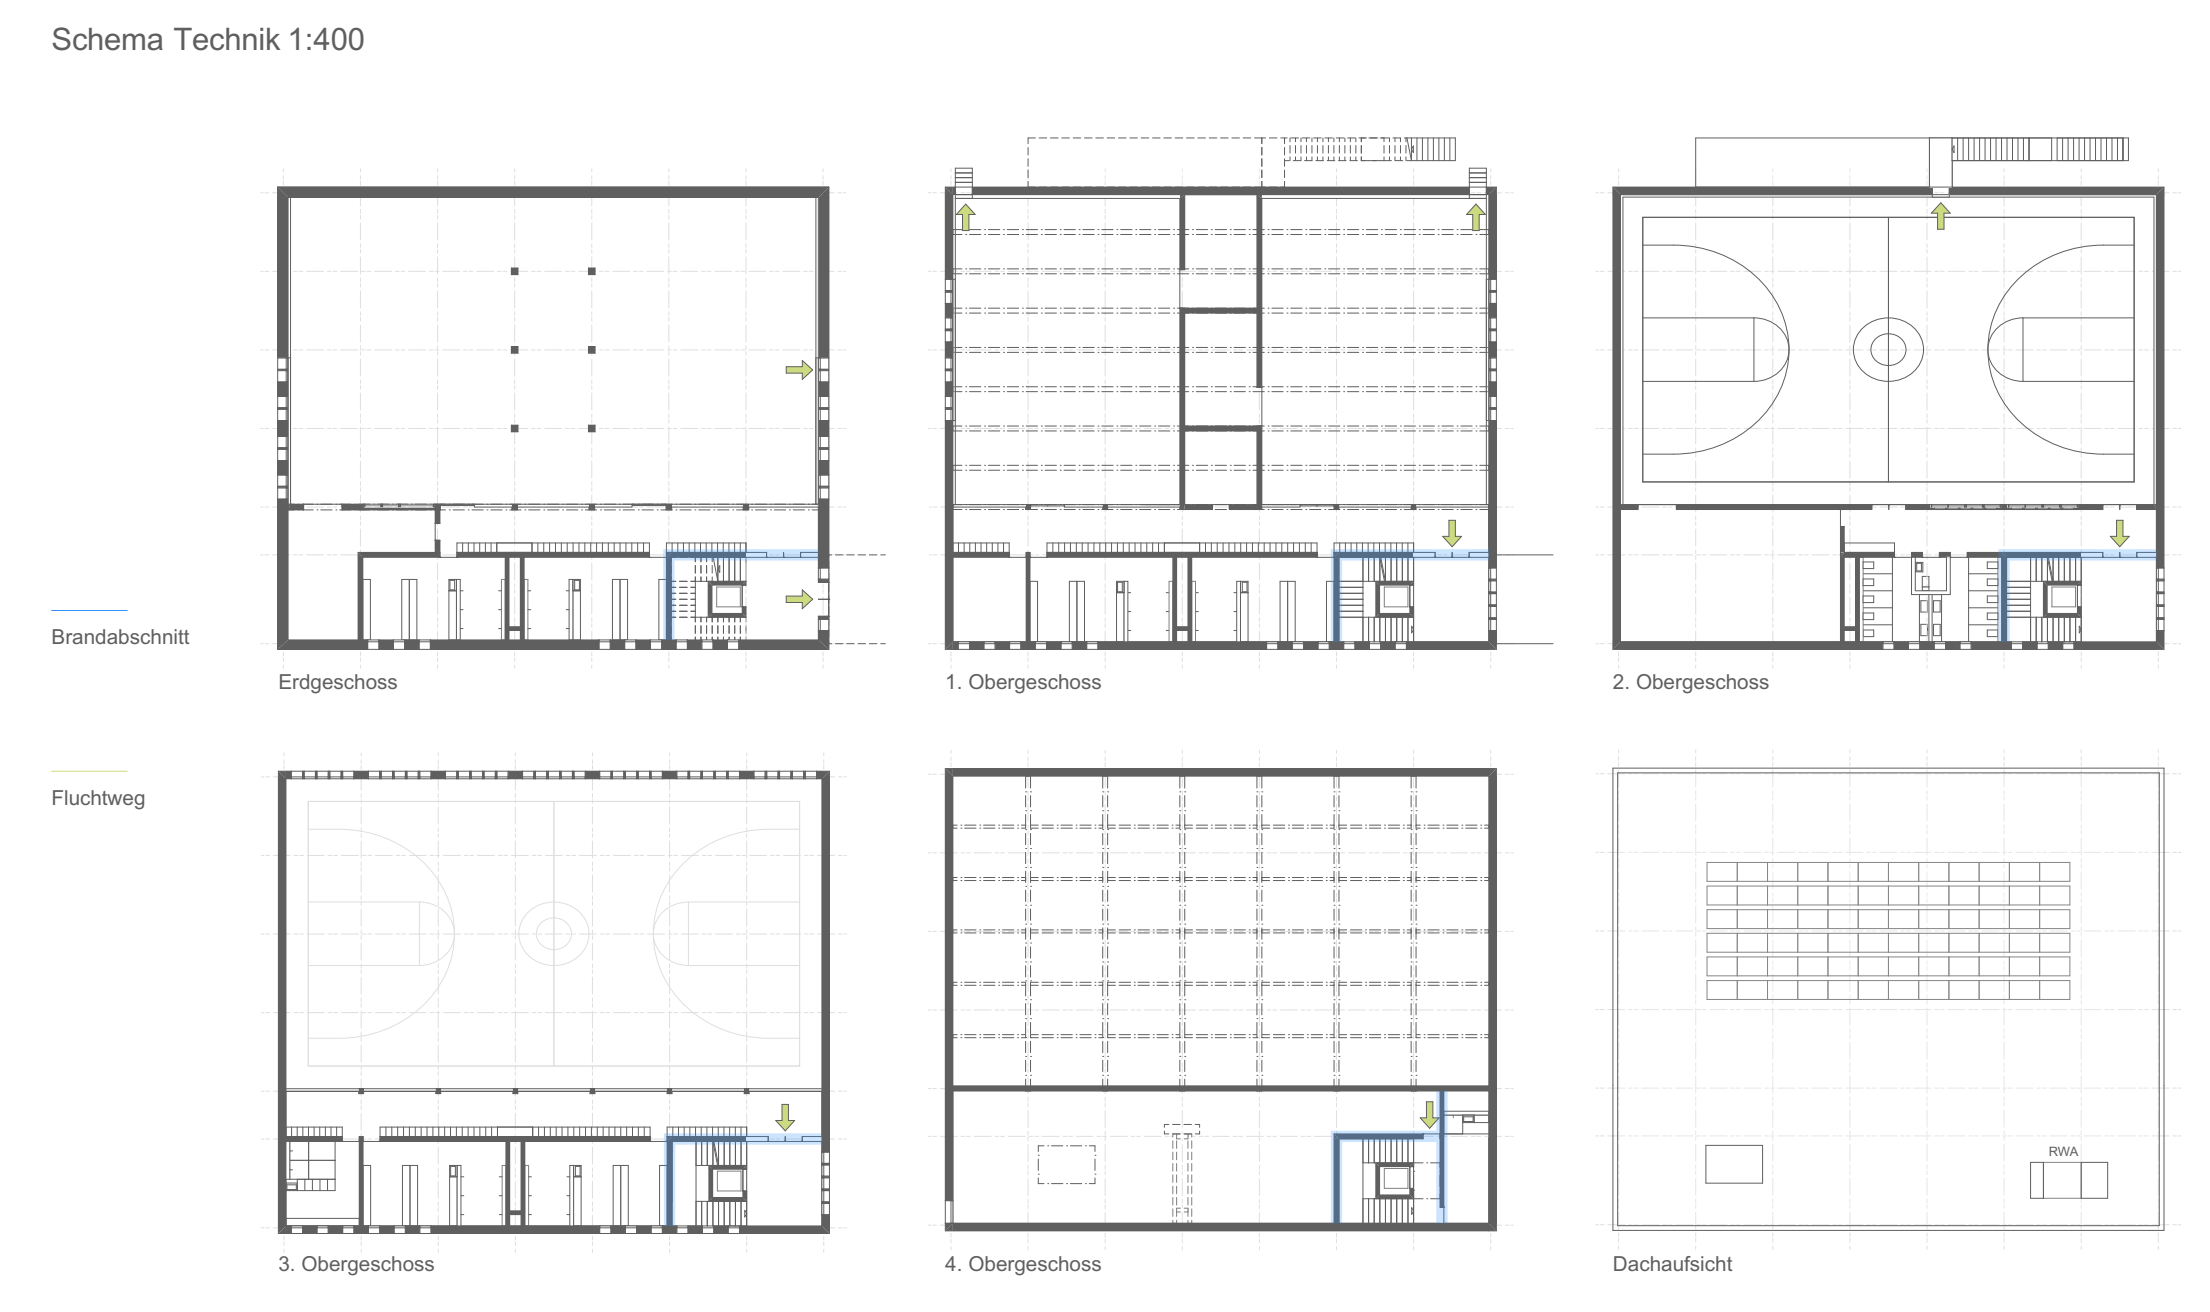 Schema Technik 1:400
Brandabschnitt
Erdgeschoss
1. Obergeschoss
2. Obergeschoss
Fluchtweg
RWA
3. Obergeschoss
4. Obergeschoss
Dachaufsicht